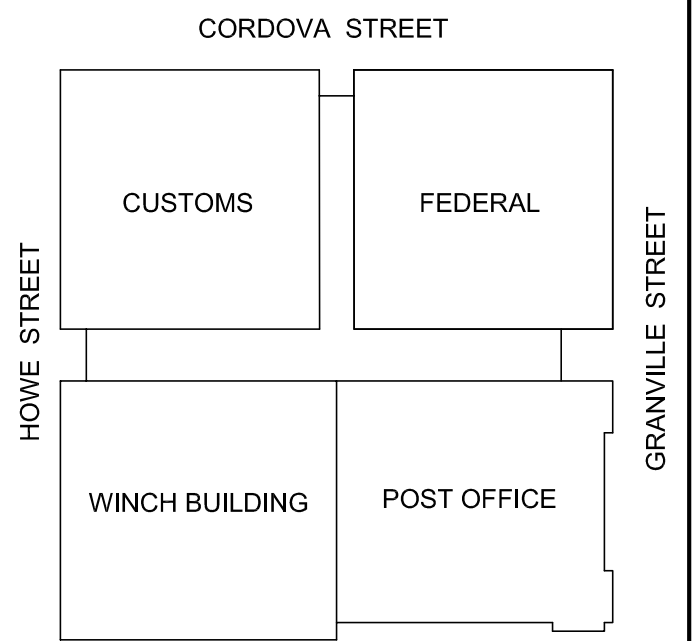 CORDOVA STREET
CUSTOMS
FEDERAL
HOWE STREET
GRANVILLE STREET
WINCH BUILDING
POST OFFICE